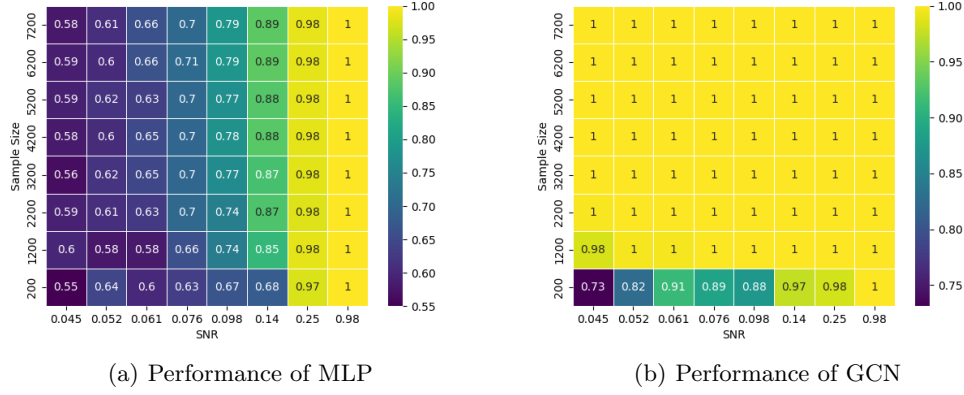 7200 0.58 0.61 0.66 0.7 0.79 0.89 0.98 1
6200 0.59 0.6 0.66 0.71 0.79 0.89 0.98 1
5200 0.59 0.62 0.63 0.7 0.77 0.88 0.98 1
4200 0.58 0.6 0.65 0.7 0.78 0.88 0.98 1
3200 0.56 0.62 0.65 0.7 0.77 0.87 0.98 1
2200 0.59 0.61 0.63 0.7 0.74 0.87 0.98 1
1200 0.6 0.58 0.58 0.66 0.74 0.85 0.98 1
200 0.55 0.64 0.6 0.63 0.67 0.68 0.97 1
Sample Size
0.045 0.052 0.061 0.076 0.098 0.14 0.25 0.98
SNR
1.00
0.95
0.90
0.85
0.80
0.75
0.70
0.65
0.60
0.55
(a) Performance of MLP
7200 1 1 1 1 1 1 1 1
6200 1 1 1 1 1 1 1 1
5200 1 1 1 1 1 1 1 1
4200 1 1 1 1 1 1 1 1
3200 1 1 1 1 1 1 1 1
2200 1 1 1 1 1 1 1 1
1200 0.98 1 1 1 1 1 1 1
200 0.73 0.82 0.91 0.89 0.88 0.97 0.98 1
Sample Size
0.045 0.052 0.061 0.076 0.098 0.14 0.25 0.98
SNR
1.00
0.95
0.90
0.85
0.80
0.75
(b) Performance of GCN